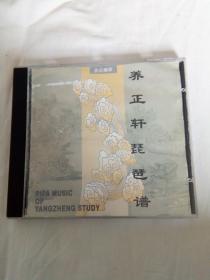 养正轩琵琶谱
PIPA MUSIC
OF
YANGZHENG STUDY